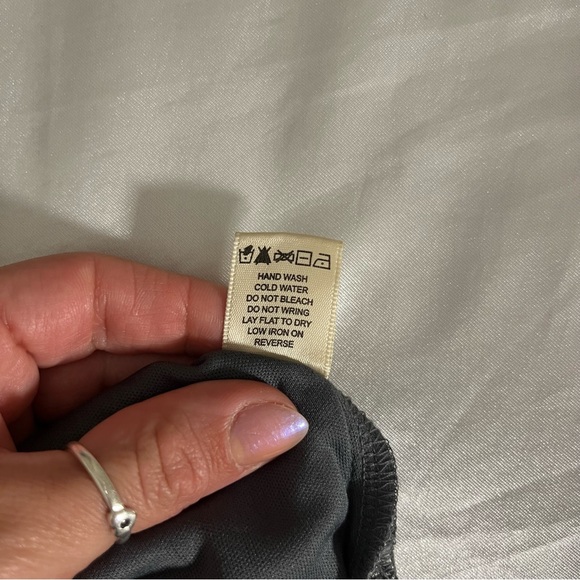 HAND WASH
COLD WATER
DO NOT BLEACH
DO NOT WRING
LAY FLAT TO DRY
LOW IRON ON
REVERSE